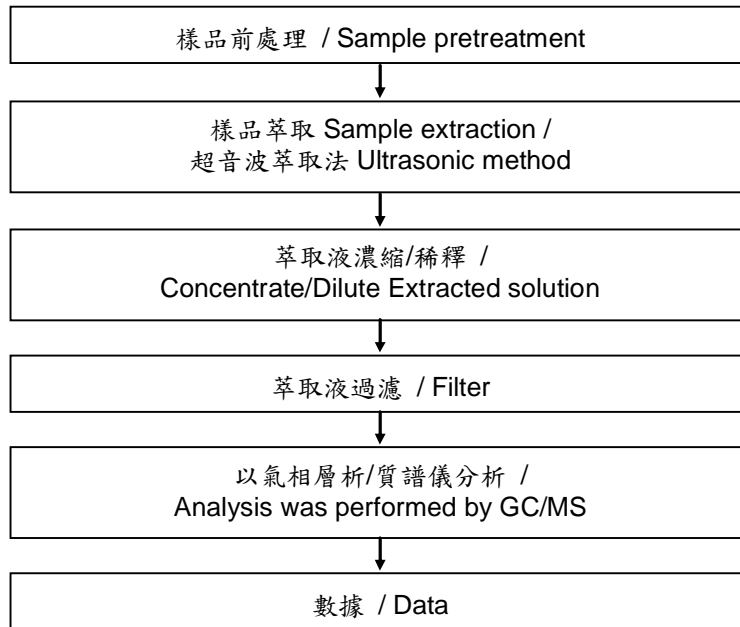 樣品前處理 / Sample pretreatment
樣品萃取 Sample extraction /
超音波萃取法 Ultrasonic method
萃取液濃縮/稀釋 /
Concentrate/Dilute Extracted solution
萃取液過濾 / Filter
以氣相層析/質譜儀分析 /
Analysis was performed by GC/MS
數據 / Data